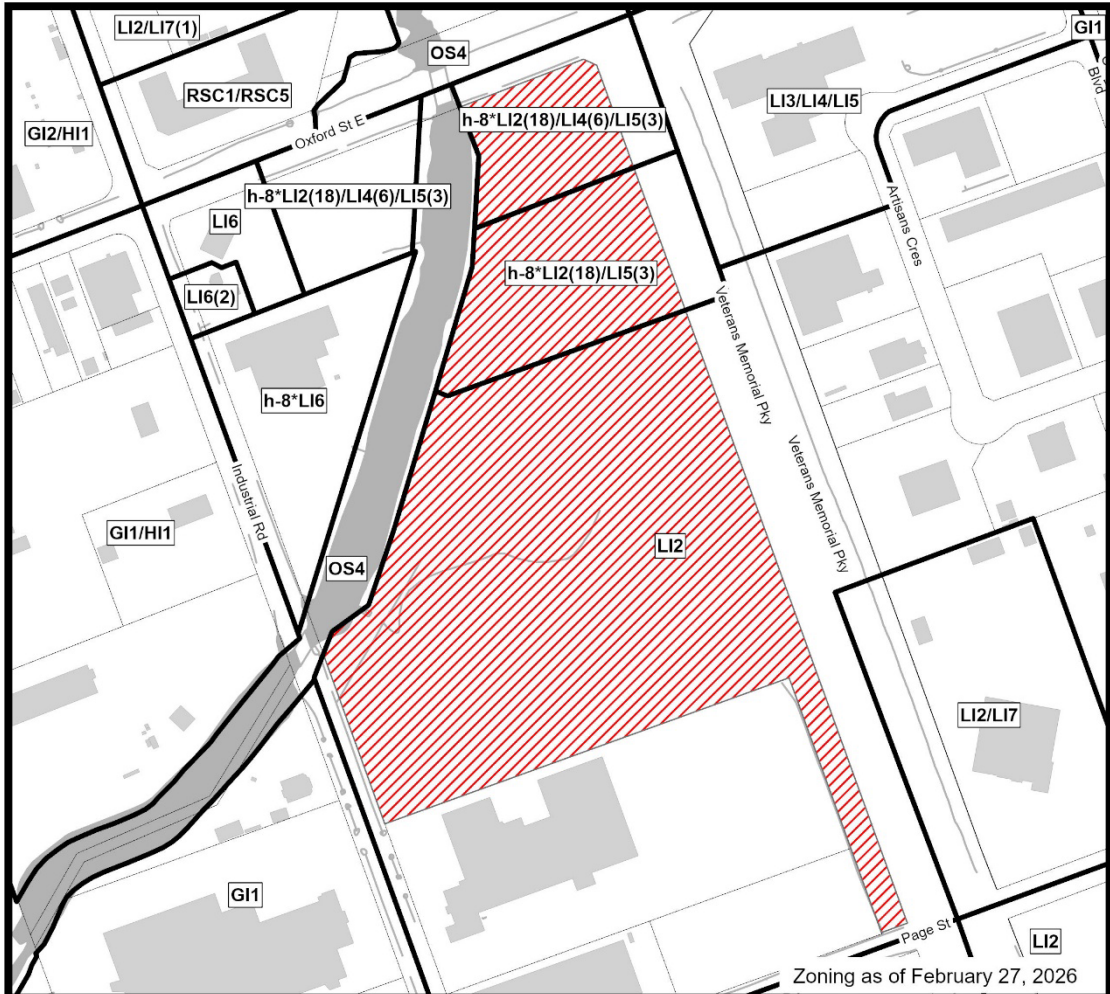 LI2/LI7(1)
OS4
GI1
Blvd
RSC1/RSC5
LI3/LI4/LI5
GI2/HI1
Oxford St E
h-8*LI2(18)/LI4(6)/LI5(3)
h-8*LI2(18)/LI4(6)/LI5(3)
LI6
Artisans Cres
LI6(2)
h-8*LI2(18)/LI5(3)
Veterans Memorial Pky
h-8*LI6
Veterans Memorial Pky
Industrial Rd
GI1/HI1
LI2
OS4
LI2/LI7
GI1
Page St
LI2
Zoning as of February 27, 2026